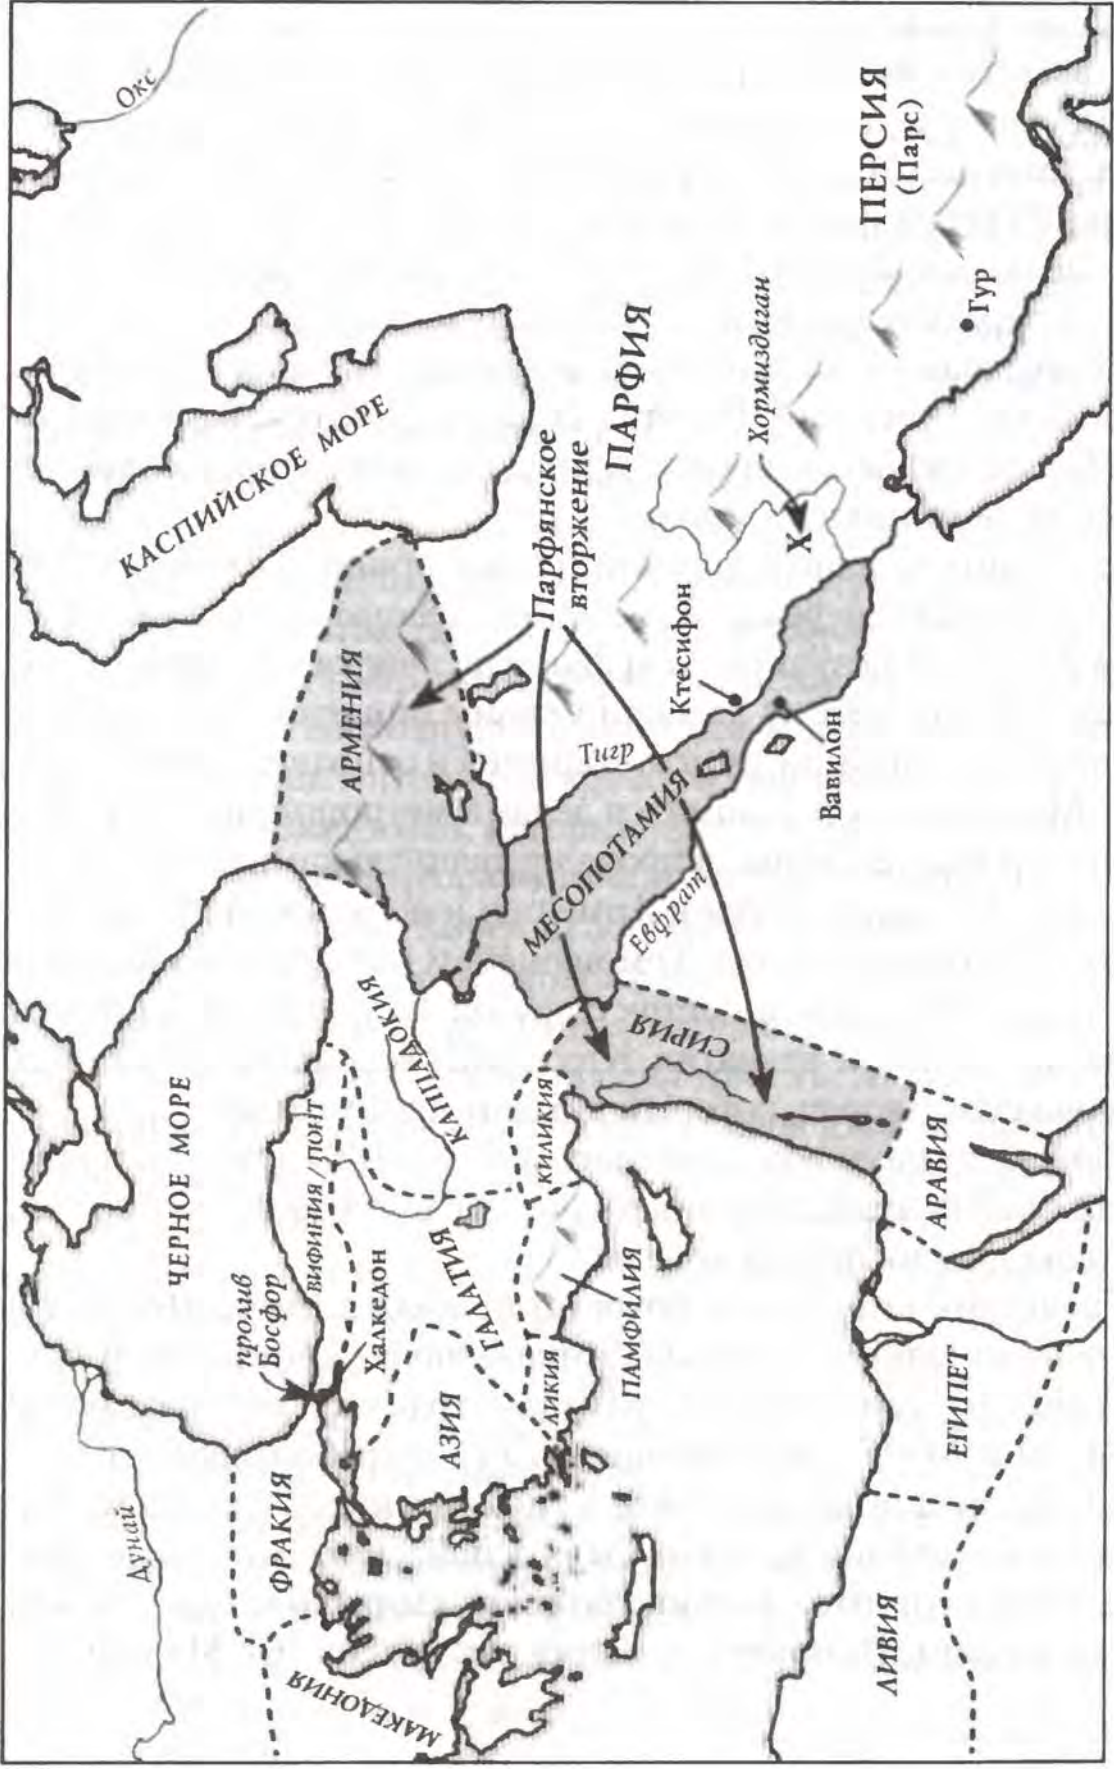 Дунай
Окс
ЧЕРНОЕ МОРЕ
КАСПИЙСКОЕ МОРЕ
пролив
Босфор
ФРАКИЯ
МАКЕДОНИЯ
ВИФИНИЯ / ПОНТ
Халкедон
АРМЕНИЯ
КАППАДОКИЯ
ГАЛАТИЯ
АЗИЯ
ЛИКИЯ
КИЛИКИЯ
ПАМФИЛИЯ
Парфянское
вторжение
ПАРФИЯ
Тигр
МЕСОПОТАМИЯ
Евфрат
СИРИЯ
Ктесифон
Вавилон
Хормиздаган
X
ПЕРСИЯ
(Парс)
Гур
АРАВИЯ
ЕГИПЕТ
ЛИВИЯ